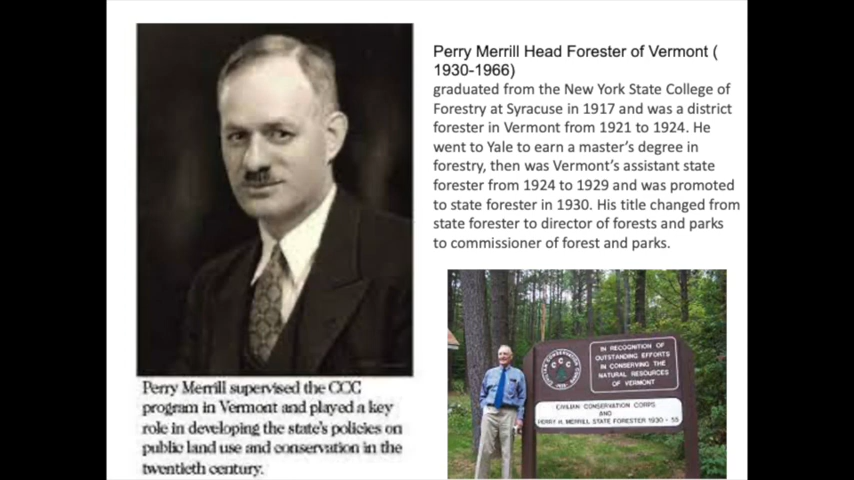 Perry Merrill Head Forester of Vermont (
1930-1966)
graduated from the New York State College of
Forestry at Syracuse in 1917 and was a district
forester in Vermont from 1921 to 1924. He
went to Yale to earn a master's degree in
forestry, then was Vermont's assistant state
forester from 1924 to 1929 and was promoted
to state forester in 1930. His title changed from
state forester to director of forests and parks
to commissioner of forest and parks.
Perry Merrill supervised the CCC
program in Vermont and played a key
role in developing the state's policies on
public land use and conservation in the
twentieth century.
CIVILIAN CONSERVATION CORPS
CCC
IN RECOGNITION OF
OUTSTANDING EFFORTS
IN CONSERVING THE
NATURAL RESOURCES
OF VERMONT
CIVILIAN CONSERVATION CORPS
AND
PERRY H. MERRILL STATE FORESTER 1930 - 55